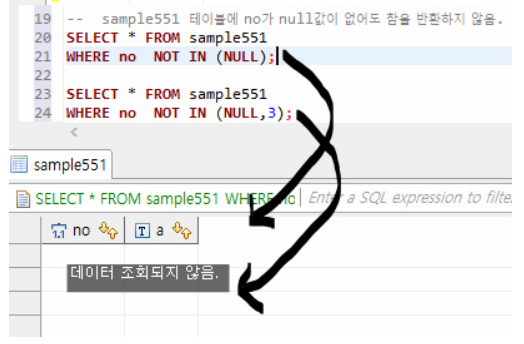 19 -- sample551 테이블에 no가 null값이 없어도 참을 반환하지 않음.
20 SELECT * FROM sample551
21 WHERE no NOT IN (NULL);
22
23 SELECT * FROM sample551
24 WHERE no NOT IN (NULL,3);
sample551
SELECT * FROM sample551 WHERE no Enter a SQL expression to filte
no a
데이터 조회되지 않음.